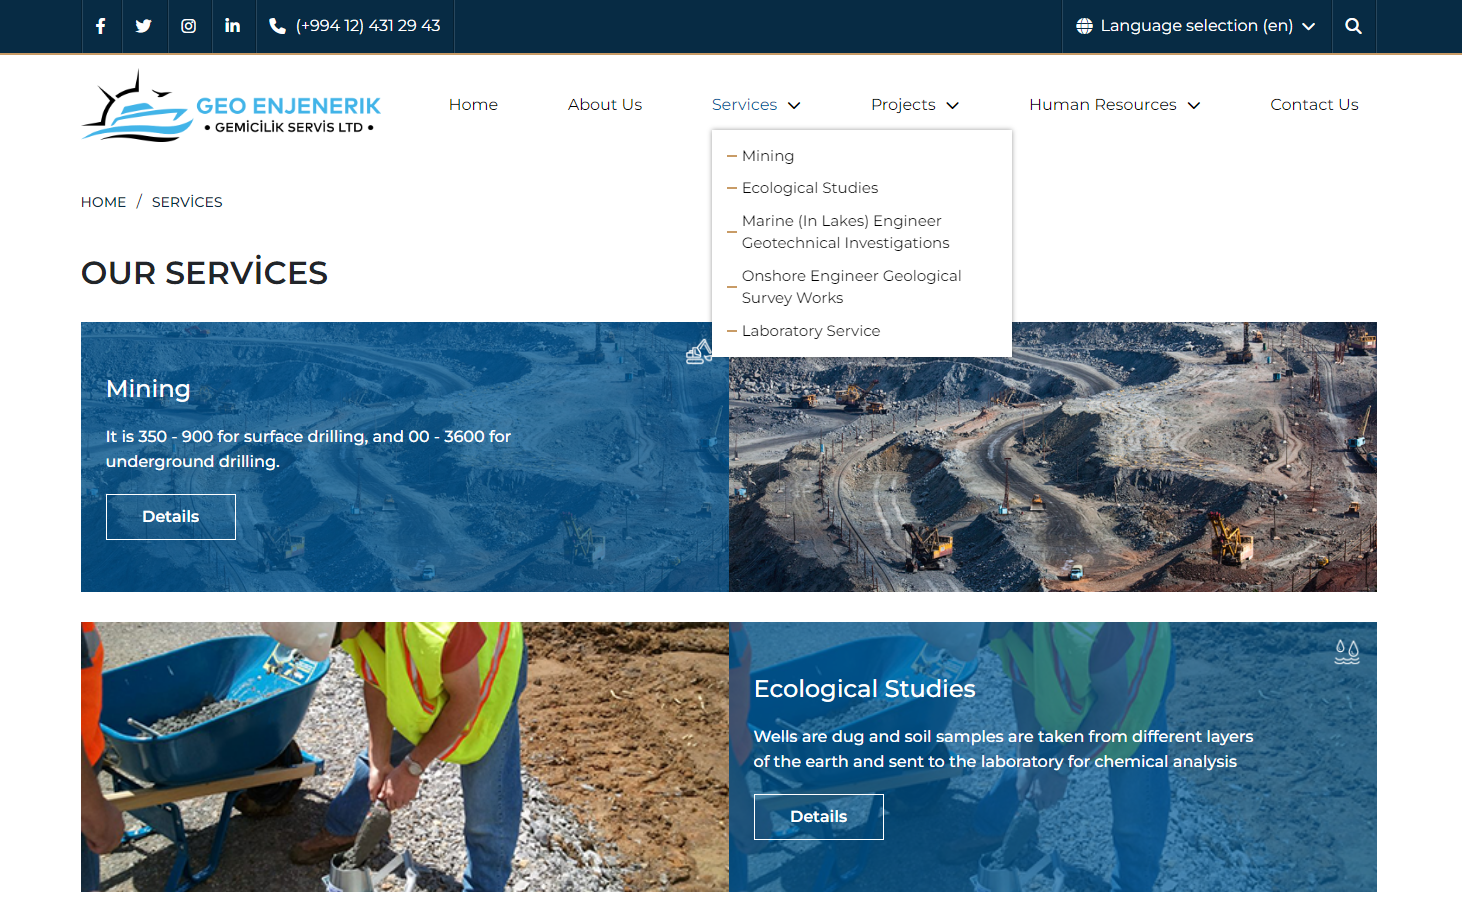 (+994 12) 431 29 43
Language selection (en)
GEO ENJENERIK
• GEMİCİLİK SERVİS LTD •
Home
About Us
Services
Projects
Human Resources
Contact Us
Mining
Ecological Studies
Marine (In Lakes) Engineer
Geotechnical Investigations
Onshore Engineer Geological
Survey Works
Laboratory Service
HOME / SERVİCES
OUR SERVİCES
Mining
It is 350 - 900 for surface drilling, and 00 - 3600 for
underground drilling.
Details
Ecological Studies
Wells are dug and soil samples are taken from different layers
of the earth and sent to the laboratory for chemical analysis
Details